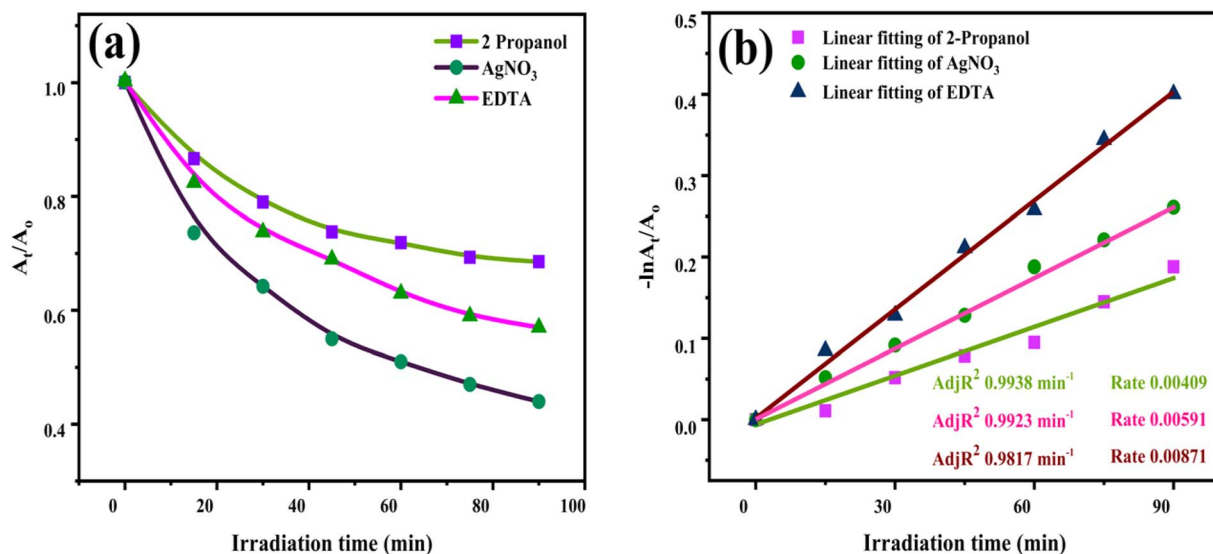 (a)
2 Propanol
AgNO₃
EDTA
1.0
0.8
0.6
0.4
Aₜ/Aₒ
0 20 40 60 80 100
Irradiation time (min)
(b)
Linear fitting of 2-Propanol
Linear fitting of AgNO₃
Linear fitting of EDTA
0.5
0.4
0.3
0.2
0.1
0.0
-lnAₜ/Aₒ
AdjR² 0.9938 min⁻¹ Rate 0.00409
AdjR² 0.9923 min⁻¹ Rate 0.00591
AdjR² 0.9817 min⁻¹ Rate 0.00871
0 30 60 90
Irradiation time (min)